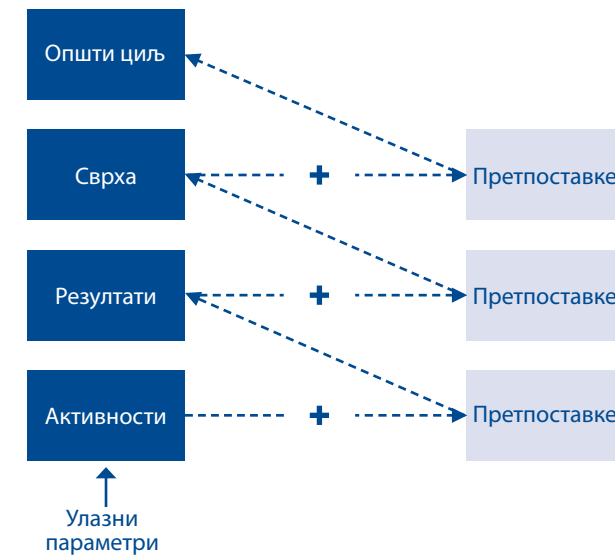 Општи циљ
Сврха
+
Претпоставке
Резултати
+
Претпоставке
Активности
+
Претпоставке
Улазни
параметри